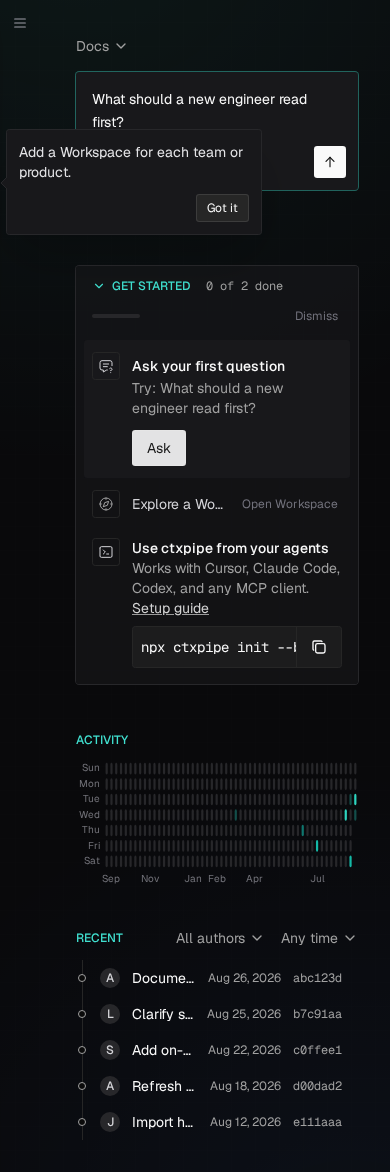 Docs
What should a new engineer read
first?
Add a Workspace for each team or
product.
Got it
GET STARTED 0 of 2 done
Dismiss
Ask your first question
Try: What should a new
engineer read first?
Ask
Explore a Wo... Open Workspace
Use ctxpipe from your agents
Works with Cursor, Claude Code,
Codex, and any MCP client.
Setup guide
npx ctxpipe init --b
ACTIVITY
Sun
Mon
Tue
Wed
Thu
Fri
Sat
Sep Nov Jan Feb Apr Jul
RECENT All authors Any time
A Docume... Aug 26, 2026 abc123d
L Clarify s... Aug 25, 2026 b7c91aa
S Add on-... Aug 22, 2026 c0ffee1
A Refresh ... Aug 18, 2026 d00dad2
J Import h... Aug 12, 2026 e111aaa